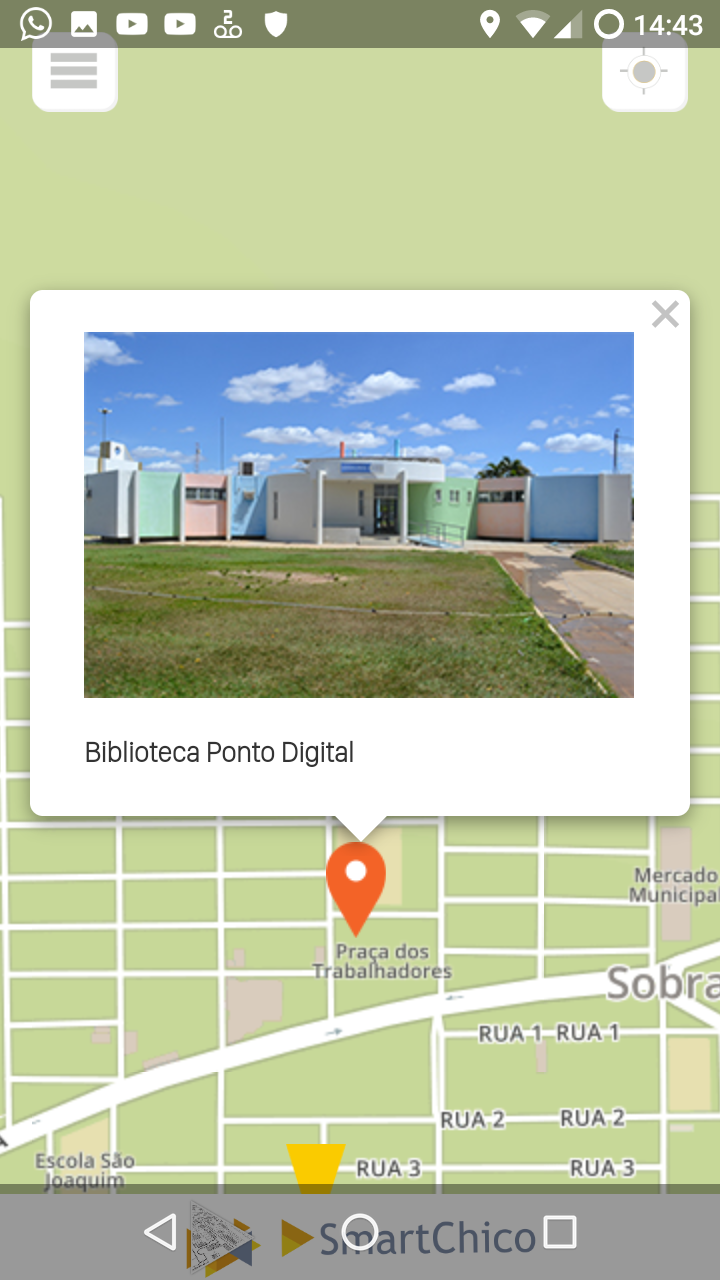 14:43
Biblioteca Ponto Digital
Mercado
Municipal
Praça dos
Trabalhadores
Sobra
RUA 1 RUA 1
RUA 2 RUA 2
Escola São
Joaquim
RUA 3 RUA 3
SmartChico